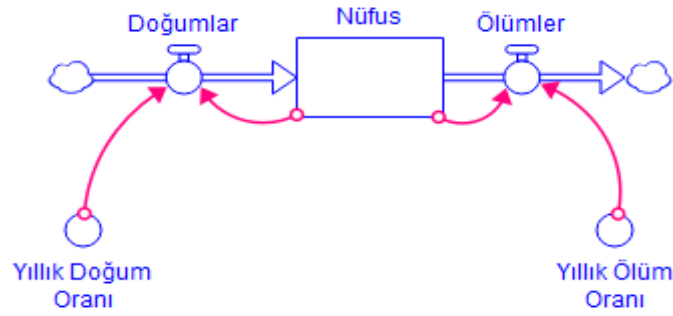 Doğumlar
Nüfus
Ölümler
Yıllık Doğum
Oranı
Yıllık Ölüm
Oranı